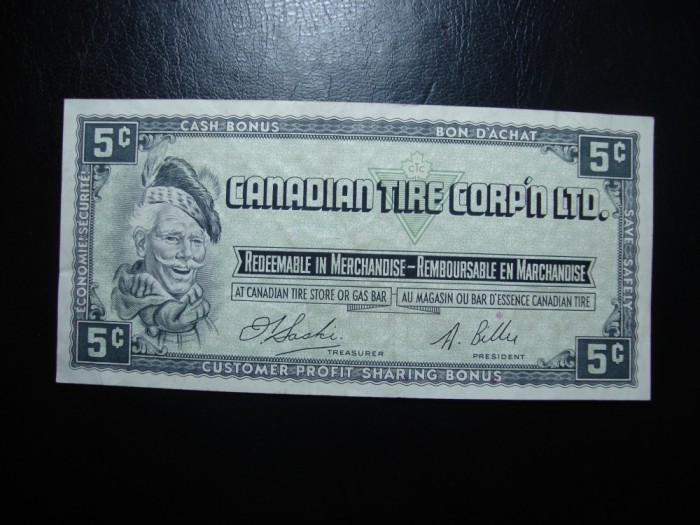 CASH BONUS BON D'ACHAT
5¢ 5¢
CTC
CANADIAN TIRE CORP'N LTD.
ÉCONOMIE! SÉCURITÉ!
SAVE SAFELY
REDEEMABLE IN MERCHANDISE – REMBOURSABLE EN MARCHANDISE
AT CANADIAN TIRE STORE OR GAS BAR AU MAGASIN OU BAR D'ESSENCE CANADIAN TIRE
TREASURER PRESIDENT
5¢ 5¢
CUSTOMER PROFIT SHARING BONUS